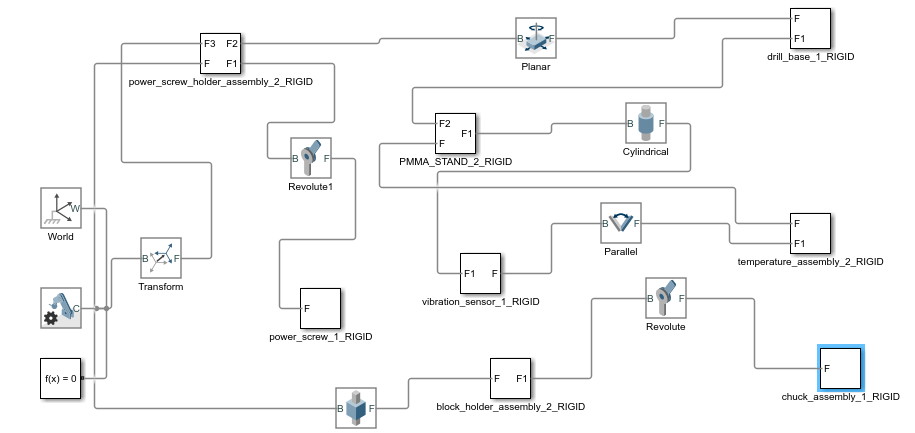 F
F1
drill_base_1_RIGID
B
F
Planar
F3
F2
F
F1
power_screw_holder_assembly_2_RIGID
F2
F1
F
PMMA_STAND_2_RIGID
B
F
Cylindrical
B
F
Revolute1
W
World
B
F
Transform
B
F
Parallel
F
F1
temperature_assembly_2_RIGID
F1
F
vibration_sensor_1_RIGID
C
F
power_screw_1_RIGID
B
F
Revolute
f(x) = 0
F
F1
block_holder_assembly_2_RIGID
F
chuck_assembly_1_RIGID
B
F